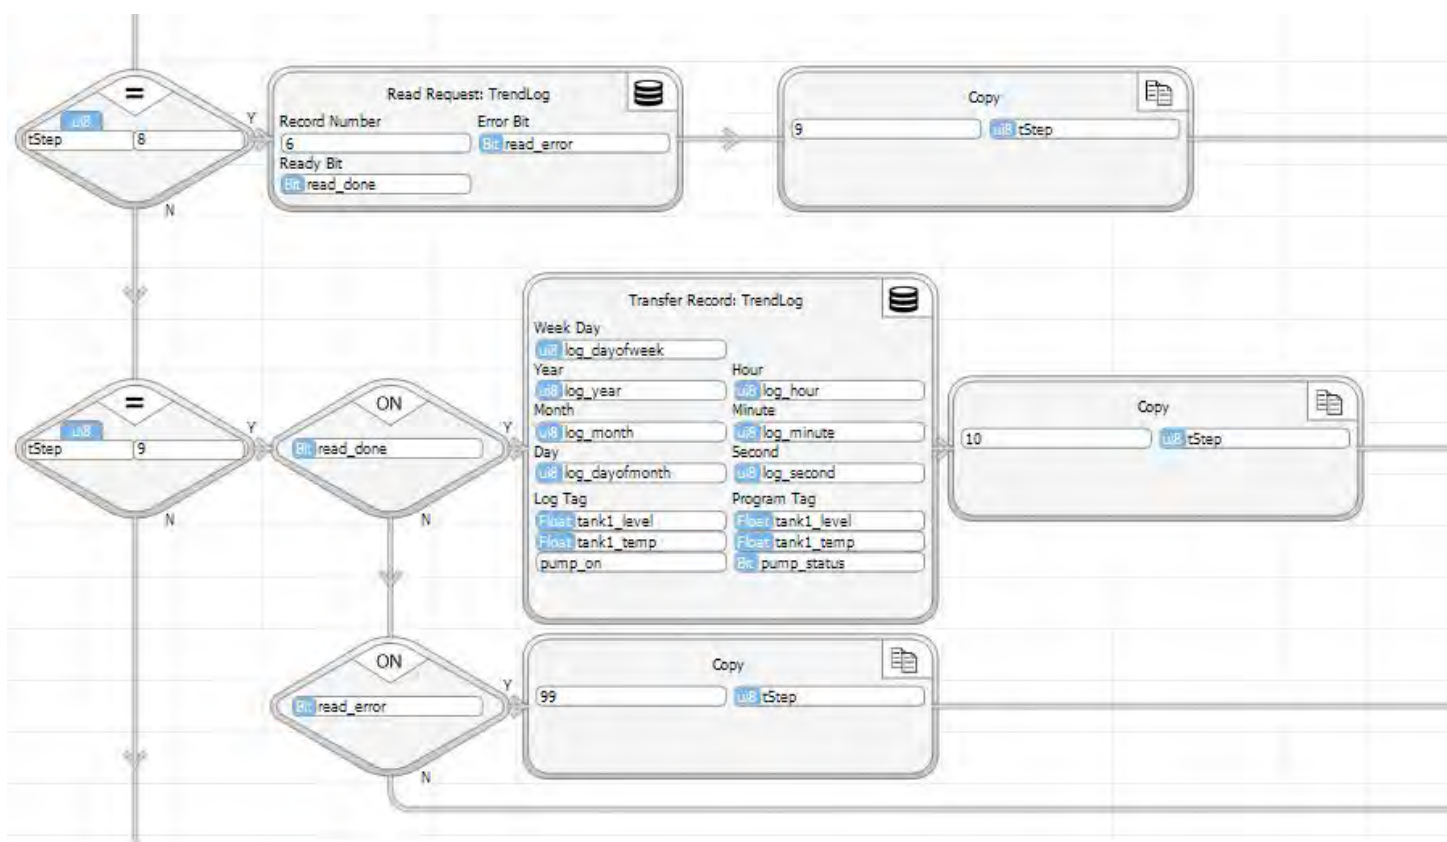 =
ui8
tStep 8
Y
N
Read Request: TrendLog
Record Number Error Bit
6 Bit read_error
Ready Bit
Bit read_done
Copy
9 ui8 tStep
=
ui8
tStep 9
Y
N
ON
Bit read_done
Y
N
Transfer Record: TrendLog
Week Day
ui8 log_dayofweek
Year Hour
ui8 log_year ui8 log_hour
Month Minute
ui8 log_month ui8 log_minute
Day Second
ui8 log_dayofmonth ui8 log_second
Log Tag Program Tag
Float tank1_level Float tank1_level
Float tank1_temp Float tank1_temp
pump_on Bit pump_status
Copy
10 ui8 tStep
ON
Bit read_error
Y
N
Copy
99 ui8 tStep